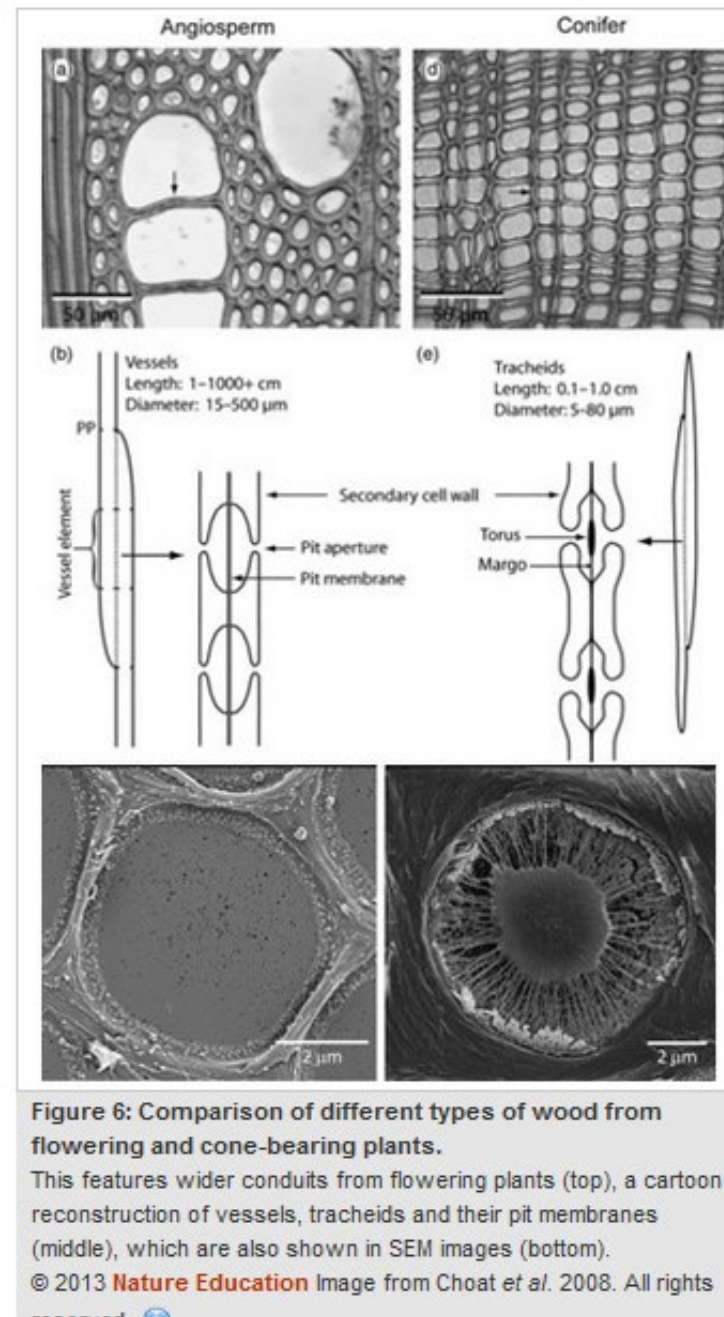 Angiosperm
Conifer
a
50 μm
d
50 μm
(b)
Vessels
Length: 1–1000+ cm
Diameter: 15–500 μm
PP
Vessel element
(e)
Tracheids
Length: 0.1–1.0 cm
Diameter: 5–80 μm
Secondary cell wall
Pit aperture
Pit membrane
Torus
Margo
2 μm
2 μm
Figure 6: Comparison of different types of wood from
flowering and cone-bearing plants.
This features wider conduits from flowering plants (top), a cartoon
reconstruction of vessels, tracheids and their pit membranes
(middle), which are also shown in SEM images (bottom).
© 2013 Nature Education Image from Choat et al. 2008. All rights